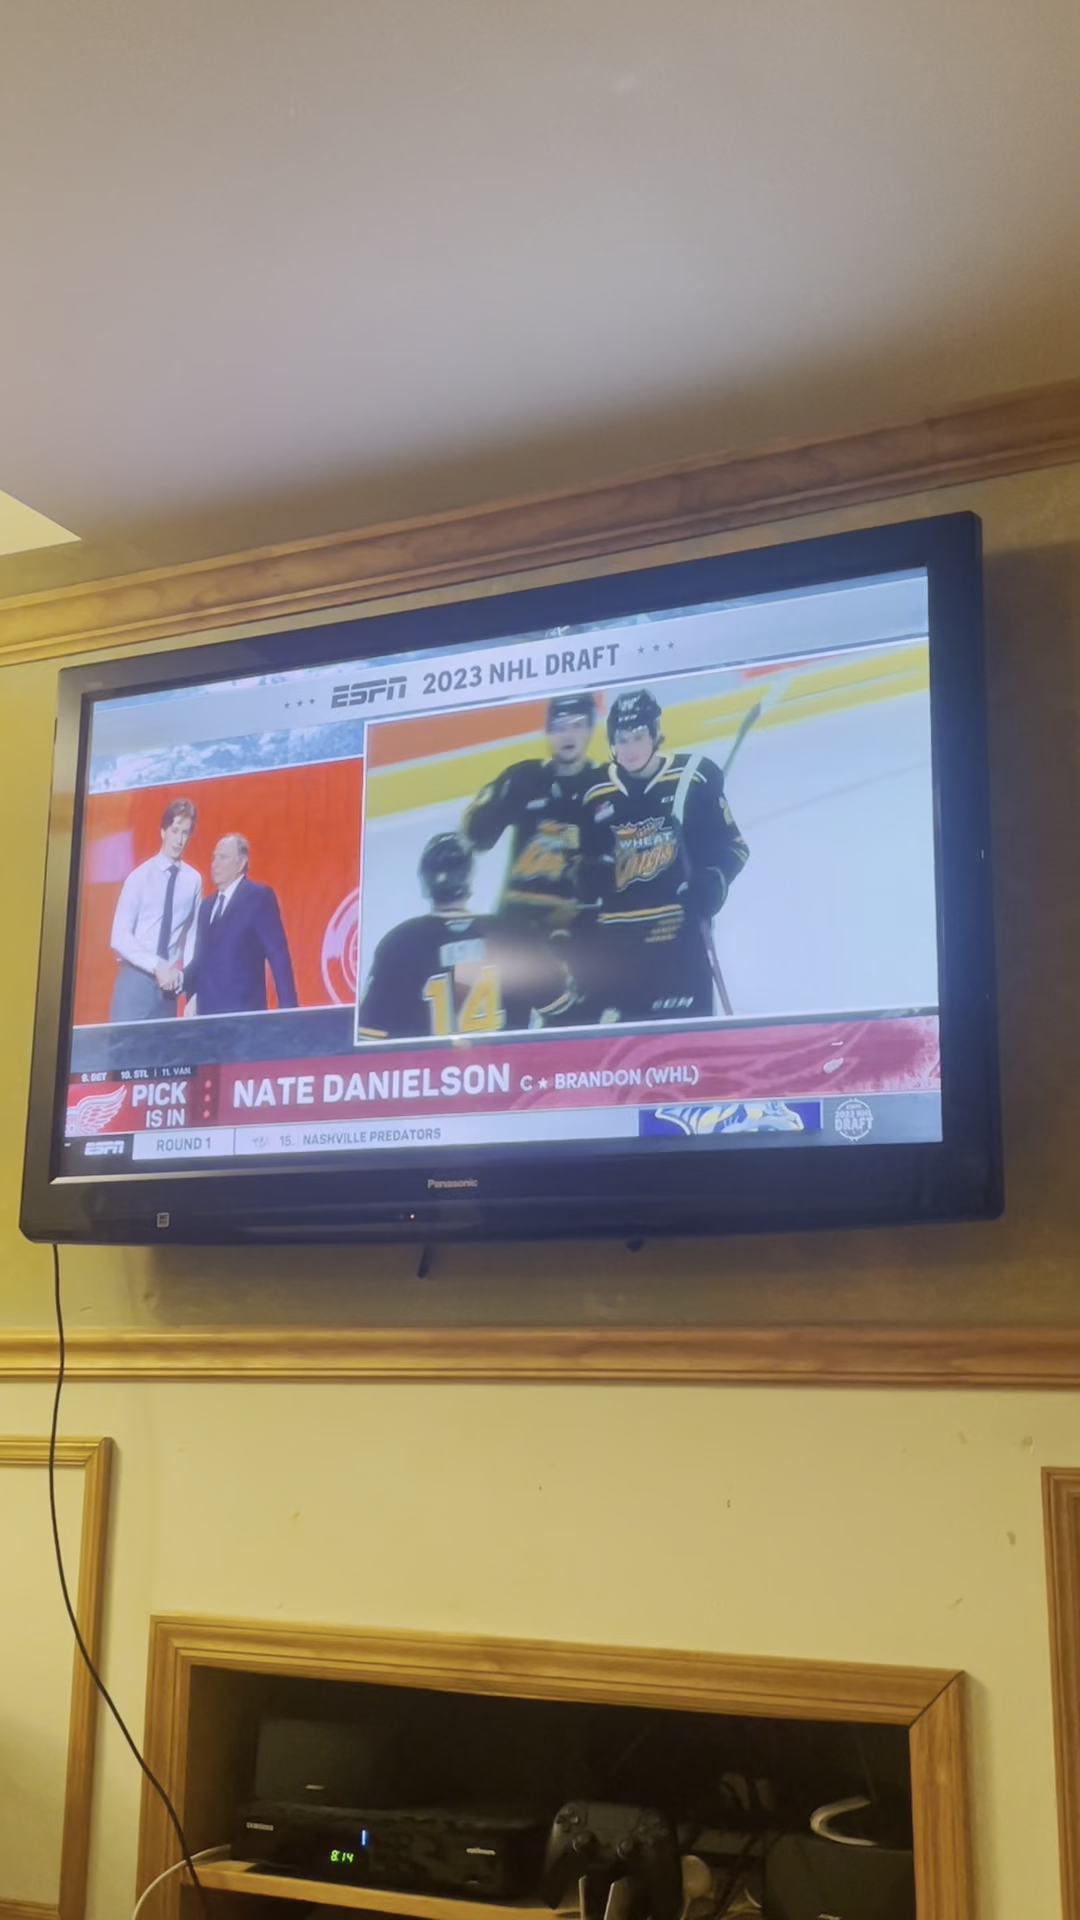 ESPN 2023 NHL DRAFT
WHEAT
Kings
14
CCM
9. DET 10. STL | 11. VAN
PICK
IS IN
NATE DANIELSON C ★ BRANDON (WHL)
ESPN ROUND 1 15. NASHVILLE PREDATORS
2023 NHL
DRAFT
Panasonic
SAMSUNG
8:14